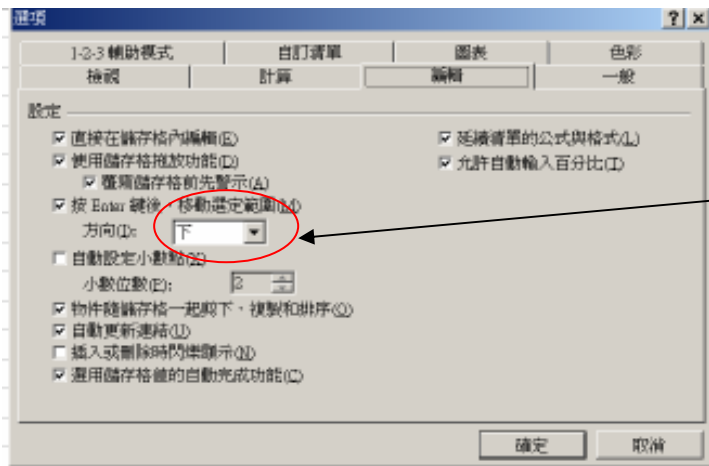 選項
1-2-3 輔助模式 自訂清單 圖表 色彩
檢視 計算 編輯 一般
設定
直接在儲存格內編輯(E)
使用儲存格拖放功能(D)
覆寫儲存格前先警示(A)
按 Enter 鍵後，移動選定範圍(M)
方向(I): 下
自動設定小數點(X)
小數位數(P): 2
物件隨儲存格一起剪下、複製和排序(O)
自動更新連結(U)
插入或刪除時閃爍顯示(N)
選用儲存格值的自動完成功能(C)
延續清單的公式與格式(L)
允許自動輸入百分比(T)
確定 取消